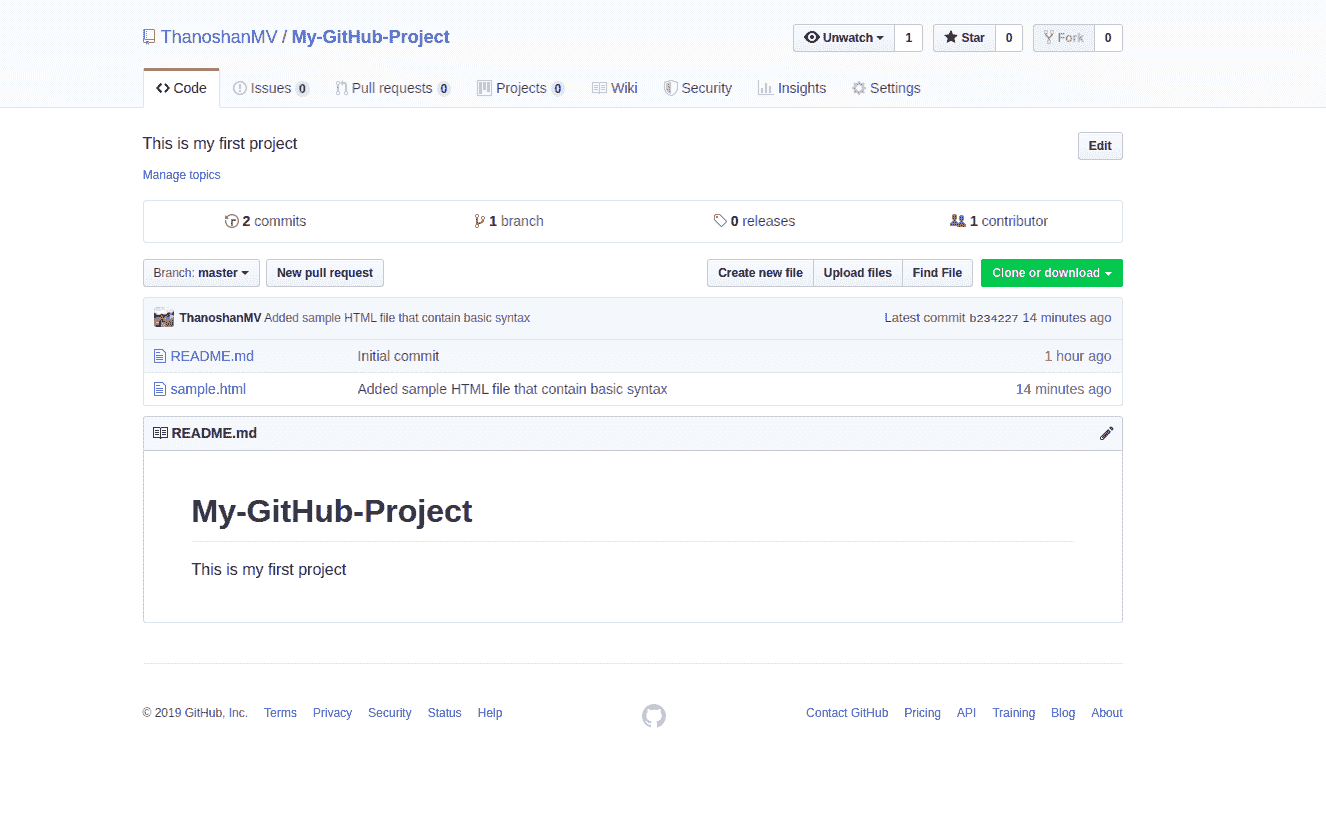 ThanoshanMV / My-GitHub-Project Unwatch 1 Star 0 Fork 0
Code Issues 0 Pull requests 0 Projects 0 Wiki Security Insights Settings
This is my first project Edit
Manage topics
2 commits 1 branch 0 releases 1 contributor
Branch: master New pull request Create new file Upload files Find File Clone or download
ThanoshanMV Added sample HTML file that contain basic syntax Latest commit b234227 14 minutes ago
README.md Initial commit 1 hour ago
sample.html Added sample HTML file that contain basic syntax 14 minutes ago
README.md
My-GitHub-Project
This is my first project
© 2019 GitHub, Inc. Terms Privacy Security Status Help Contact GitHub Pricing API Training Blog About